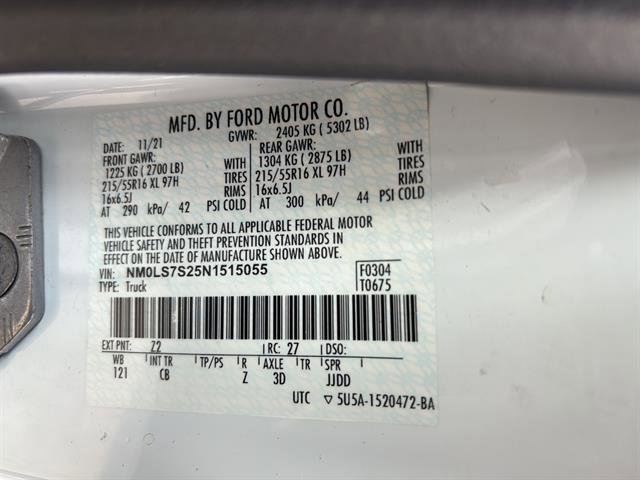 MFD. BY FORD MOTOR CO.
DATE: 11/21 GVWR: 2405 KG ( 5302 LB)
FRONT GAWR: REAR GAWR:
1225 KG ( 2700 LB) WITH 1304 KG ( 2875 LB) WITH
215/55R16 XL 97H TIRES 215/55R16 XL 97H TIRES
16x6.5J RIMS 16x6.5J RIMS
AT 290 kPa/ 42 PSI COLD AT 300 kPa/ 44 PSI COLD
THIS VEHICLE CONFORMS TO ALL APPLICABLE FEDERAL MOTOR
VEHICLE SAFETY AND THEFT PREVENTION STANDARDS IN
EFFECT ON THE DATE OF MANUFACTURE SHOWN ABOVE.
VIN: NM0LS7S25N1515055 F0304
TYPE: Truck T0675
EXT PNT: Z2 RC: 27 DSO:
WB INT TR TP/PS R AXLE TR SPR
121 CB Z 3D JJDD
UTC ▽ 5U5A-1520472-BA